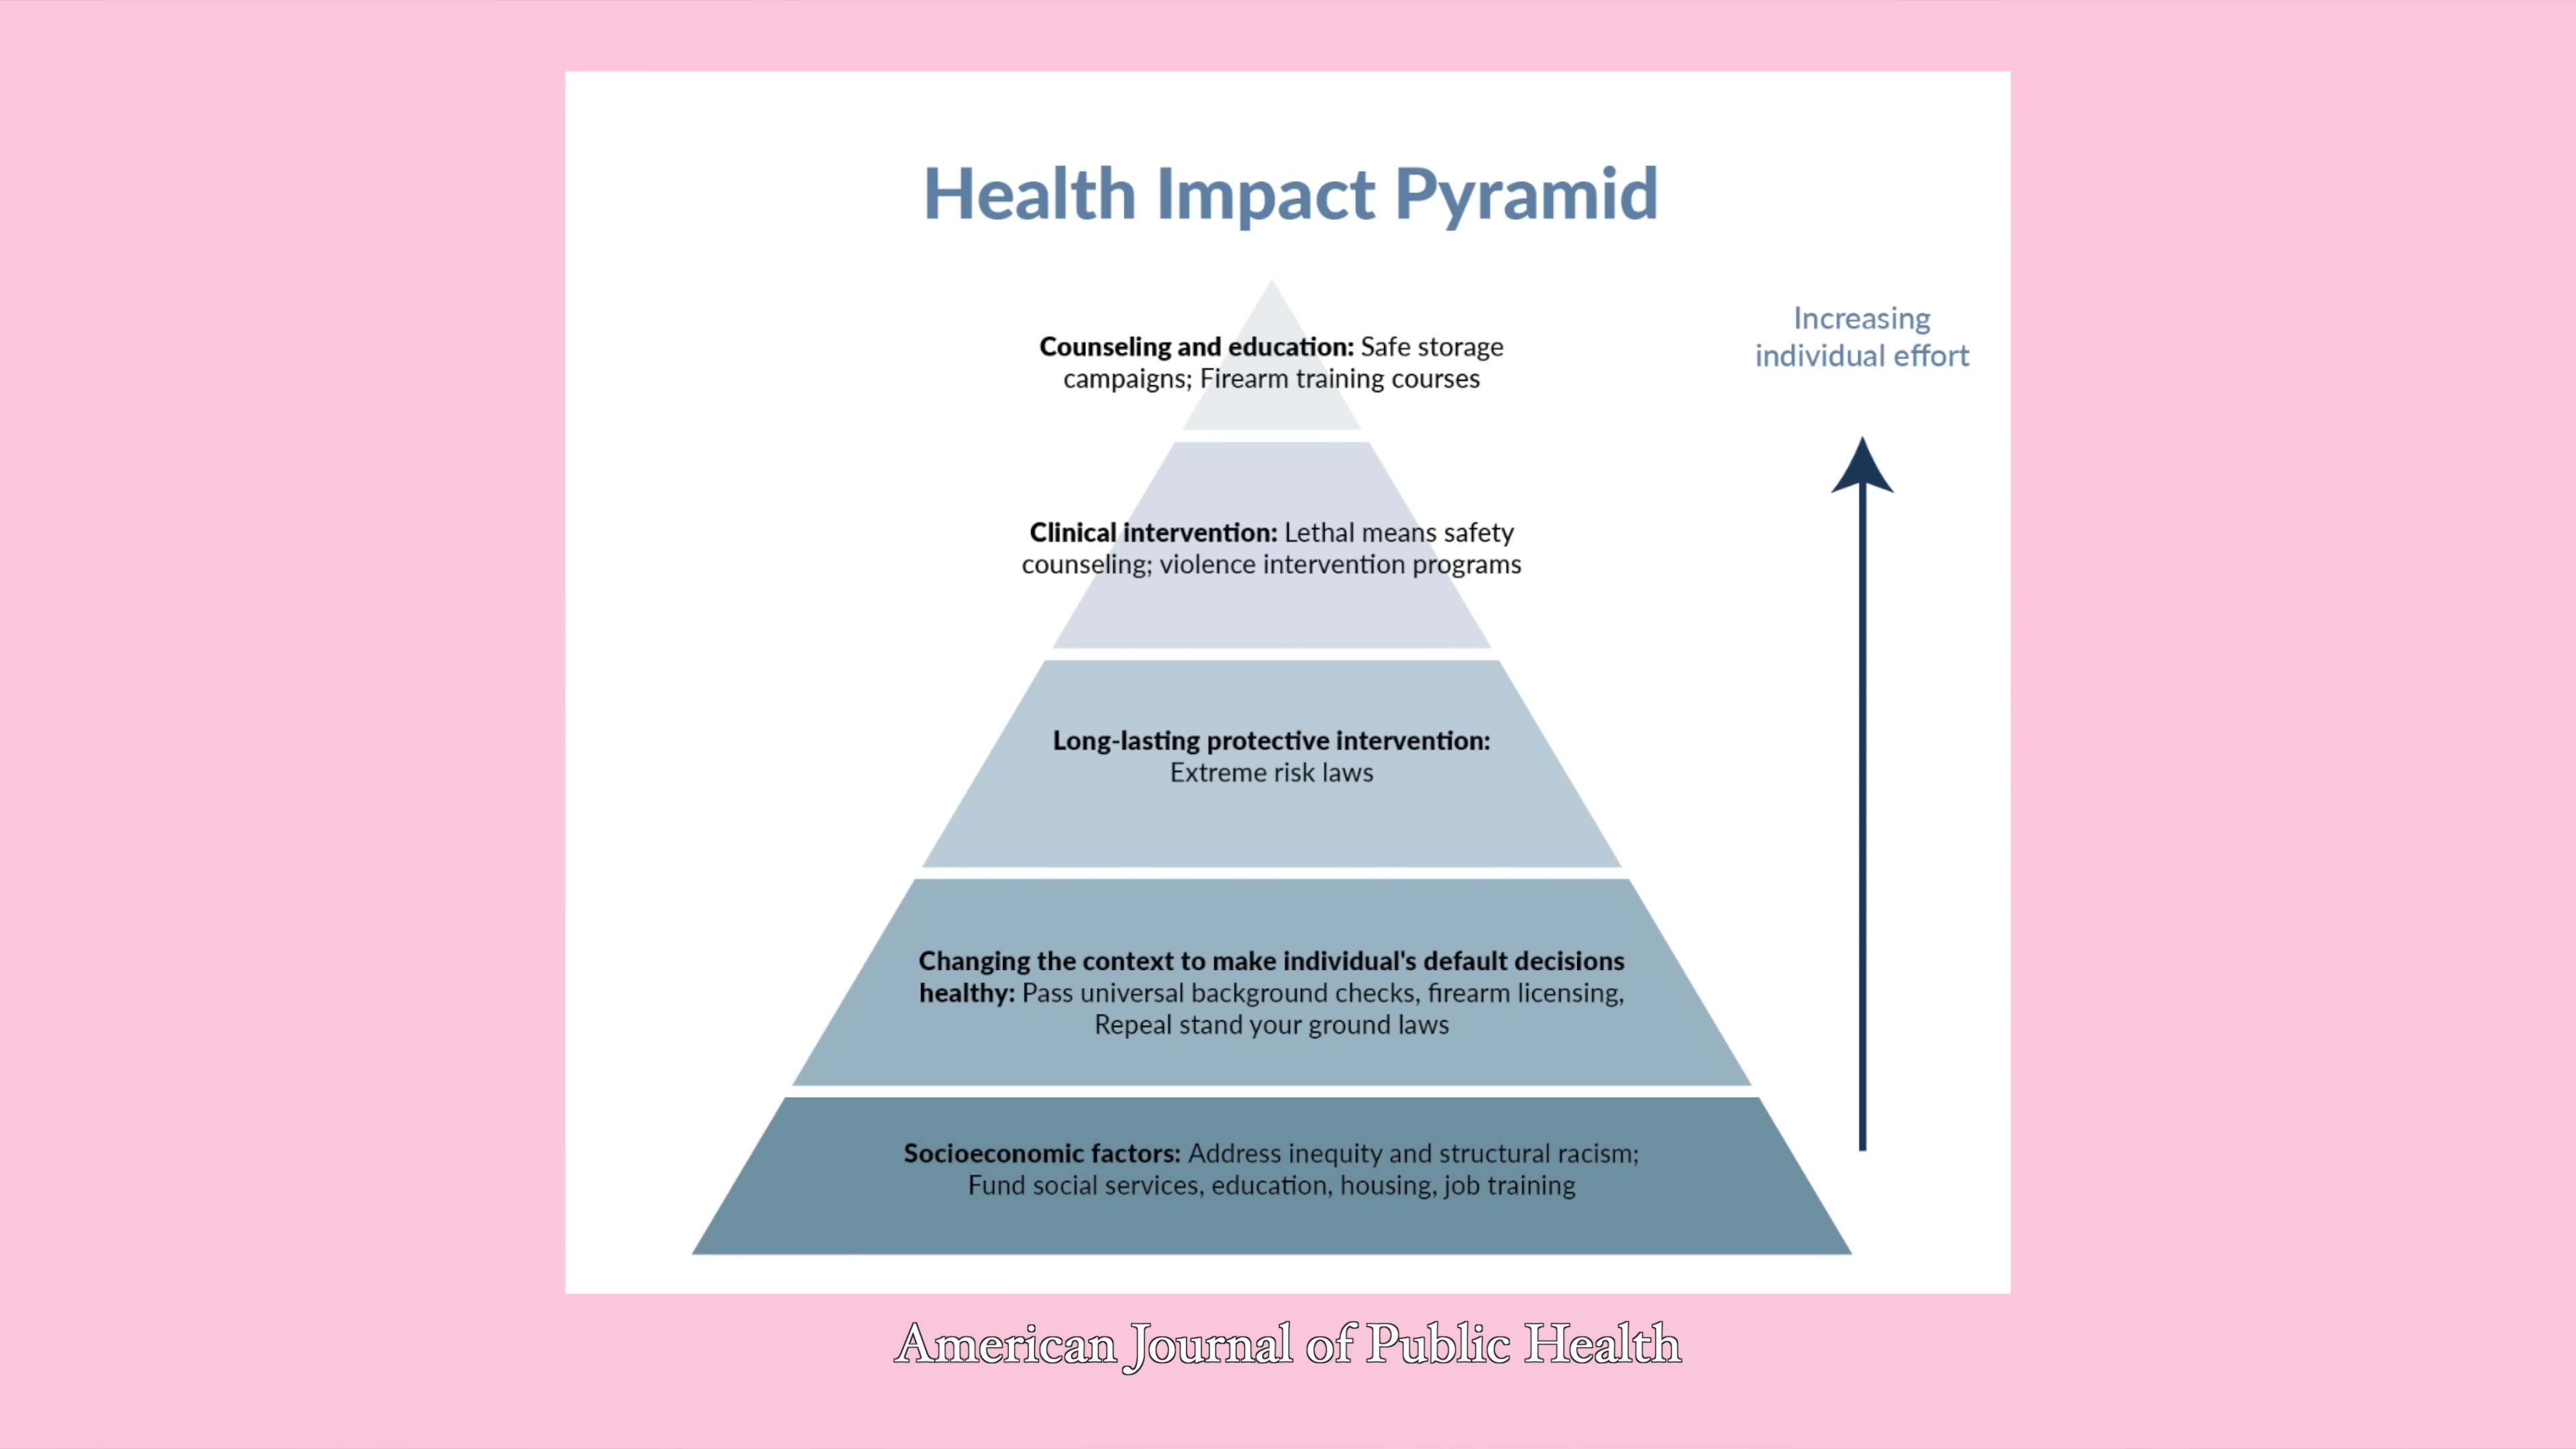 Health Impact Pyramid
Increasing
individual effort
Counseling and education: Safe storage
campaigns; Firearm training courses
Clinical intervention: Lethal means safety
counseling; violence intervention programs
Long-lasting protective intervention:
Extreme risk laws
Changing the context to make individual's default decisions
healthy: Pass universal background checks, firearm licensing,
Repeal stand your ground laws
Socioeconomic factors: Address inequity and structural racism;
Fund social services, education, housing, job training
American Journal of Public Health